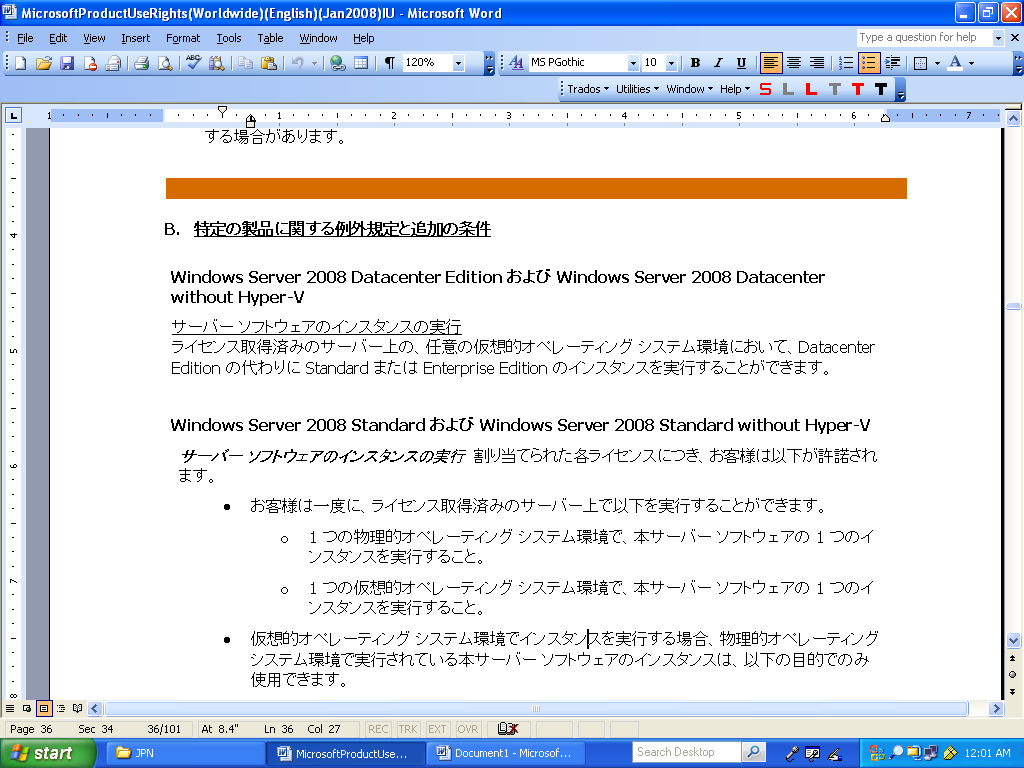 MicrosoftProductUseRights(Worldwide)(English)(Jan2008)IU - Microsoft Word
File Edit View Insert Format Tools Table Window Help
Type a question for help
120%
MS PGothic
10
B I U
Trados Utilities Window Help S L L T T T
1 1 2 3 4 5 6 7
する場合があります。
B. 特定の製品に関する例外規定と追加の条件
Windows Server 2008 Datacenter Edition および Windows Server 2008 Datacenter
without Hyper-V
サーバー ソフトウェアのインスタンスの実行
ライセンス取得済みのサーバー上の、任意の仮想的オペレーティング システム環境において、Datacenter
Edition の代わりに Standard または Enterprise Edition のインスタンスを実行することができます。
Windows Server 2008 Standard および Windows Server 2008 Standard without Hyper-V
サーバー ソフトウェアのインスタンスの実行 割り当てられた各ライセンスにつき、お客様は以下が許諾され
ます。
• お客様は一度に、ライセンス取得済みのサーバー上で以下を実行することができます。
o 1 つの物理的オペレーティング システム環境で、本サーバー ソフトウェアの 1 つのイ
ンスタンスを実行すること。
o 1 つの仮想的オペレーティング システム環境で、本サーバー ソフトウェアの 1 つのイ
ンスタンスを実行すること。
• 仮想的オペレーティング システム環境でインスタンスを実行する場合、物理的オペレーティング
システム環境で実行されている本サーバー ソフトウェアのインスタンスは、以下の目的でのみ
使用できます。
4
5
6
7
8
Page 36 Sec 34 36/101 At 8.4" Ln 36 Col 27 REC TRK EXT OVR
start JPN MicrosoftProductUse... Document1 - Microsof... Search Desktop 12:01 AM